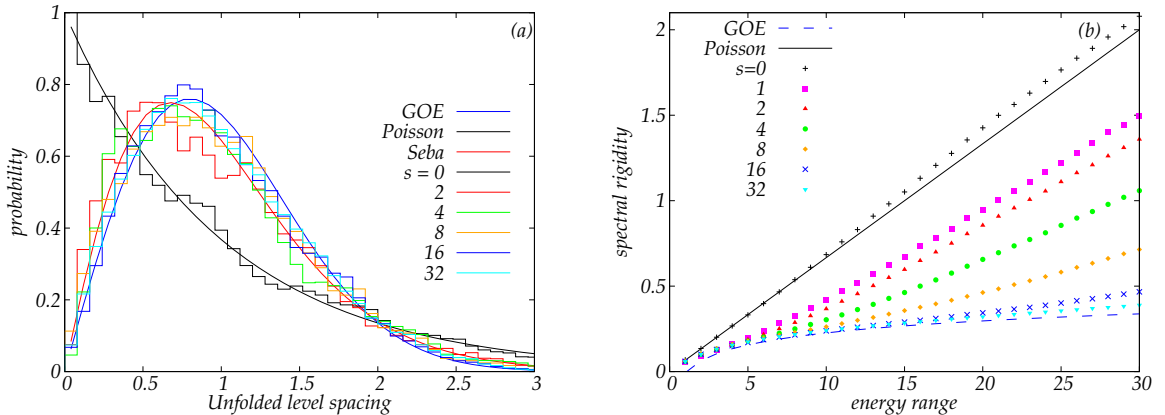 (a)
1
0.8
0.6
0.4
0.2
0
probability
GOE
Poisson
Seba
s = 0
2
4
8
16
32
0 0.5 1 1.5 2 2.5 3
Unfolded level spacing
(b)
2
1.5
1
0.5
0
spectral rigidity
GOE
Poisson
s=0
1
2
4
8
16
32
0 5 10 15 20 25 30
energy range